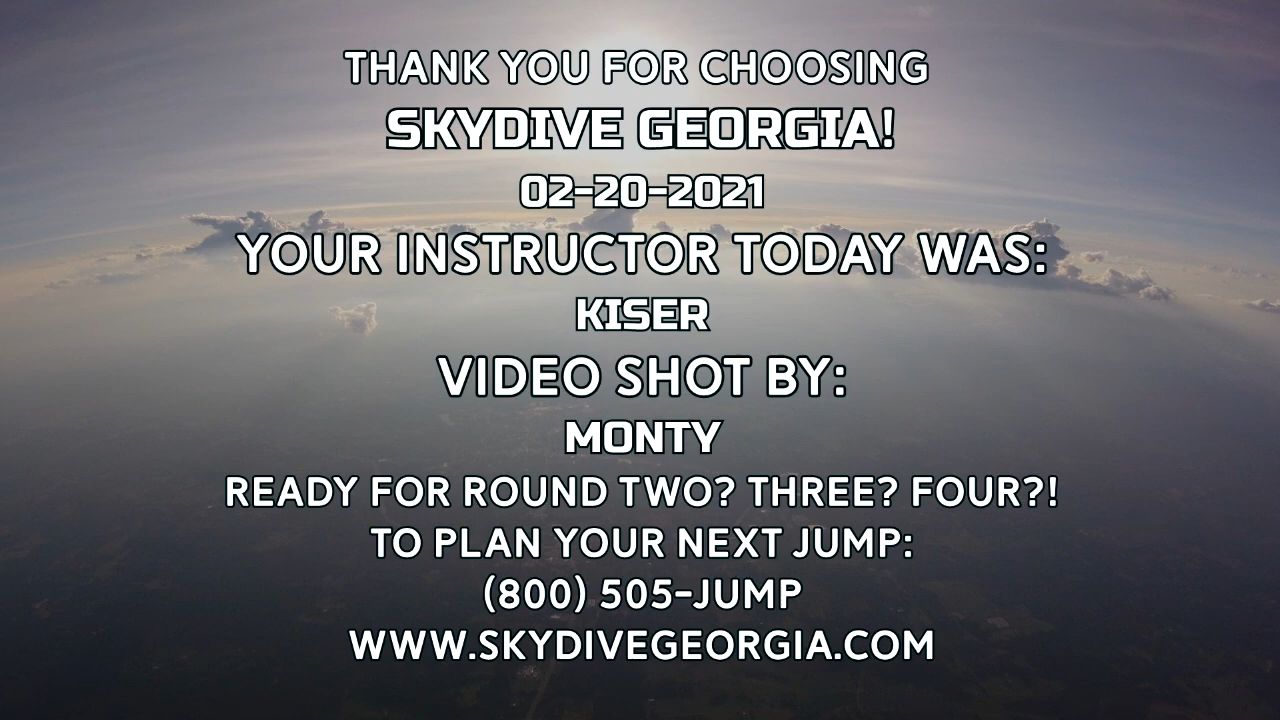 THANK YOU FOR CHOOSING
SKYDIVE GEORGIA!
02-20-2021
YOUR INSTRUCTOR TODAY WAS:
KISER
VIDEO SHOT BY:
MONTY
READY FOR ROUND TWO? THREE? FOUR?!
TO PLAN YOUR NEXT JUMP:
(800) 505-JUMP
WWW.SKYDIVEGEORGIA.COM